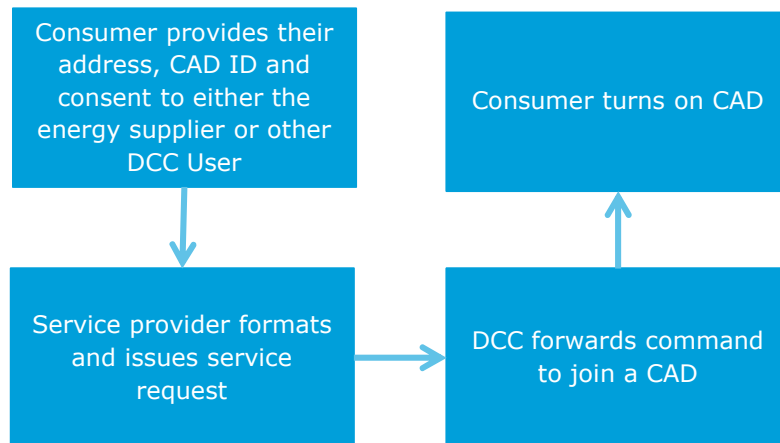 Consumer provides their
address, CAD ID and
consent to either the
energy supplier or other
DCC User
Service provider formats
and issues service
request
DCC forwards command
to join a CAD
Consumer turns on CAD